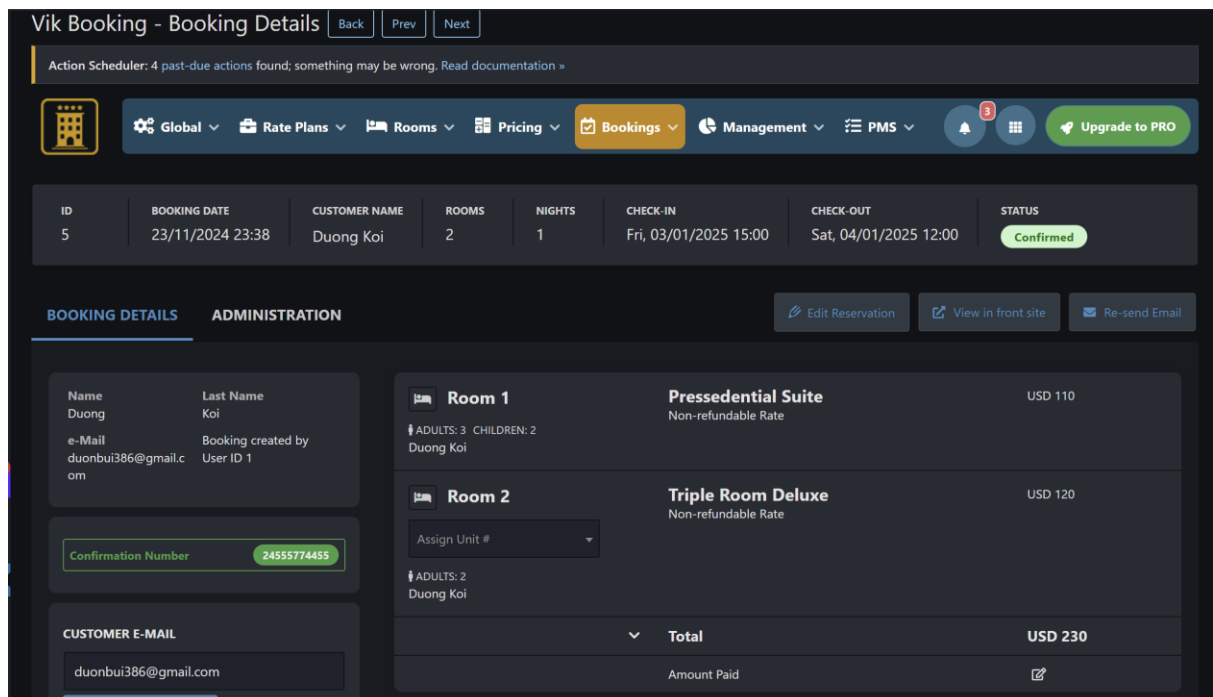 Vik Booking - Booking Details Back Prev Next
Action Scheduler: 4 past-due actions found; something may be wrong. Read documentation »
Global Rate Plans Rooms Pricing Bookings Management PMS 3 Upgrade to PRO
ID BOOKING DATE CUSTOMER NAME ROOMS NIGHTS CHECK-IN CHECK-OUT STATUS
5 23/11/2024 23:38 Duong Koi 2 1 Fri, 03/01/2025 15:00 Sat, 04/01/2025 12:00 Confirmed
BOOKING DETAILS ADMINISTRATION Edit Reservation View in front site Re-send Email
Name Last Name
Duong Koi
e-Mail Booking created by
duonbui386@gmail.c User ID 1
om
Confirmation Number 24555774455
CUSTOMER E-MAIL
duonbui386@gmail.com
Room 1 Pressedential Suite USD 110
Non-refundable Rate
ADULTS: 3 CHILDREN: 2
Duong Koi
Room 2 Triple Room Deluxe USD 120
Non-refundable Rate
Assign Unit #
ADULTS: 2
Duong Koi
Total USD 230
Amount Paid